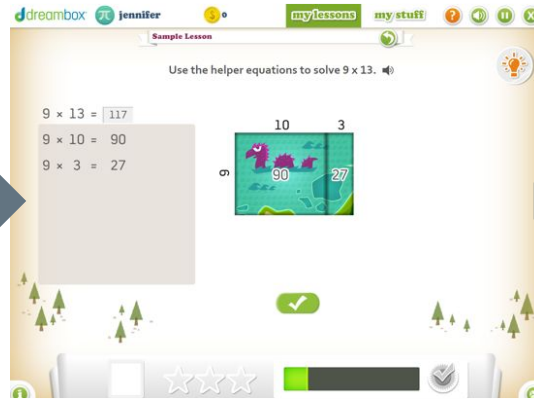 dreambox π jennifer 0 my lessons my stuff ? X
Sample Lesson
Use the helper equations to solve 9 x 13.
9 × 13 = 117
9 × 10 = 90
9 × 3 = 27
10 3
9 90 27
i